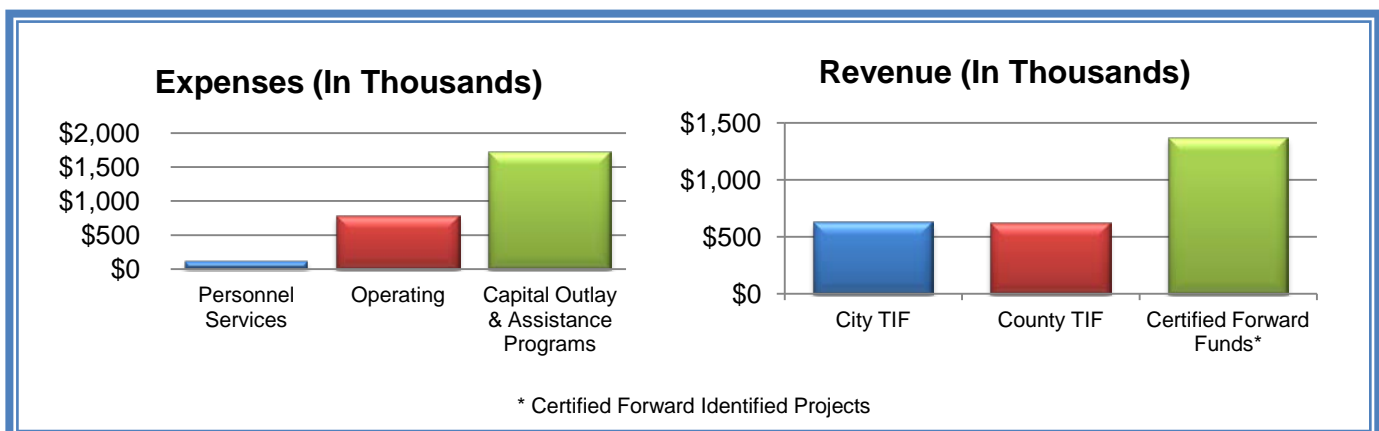 Expenses (In Thousands)
$2,000
$1,500
$1,000
$500
$0
Personnel
Services
Operating
Capital Outlay
& Assistance
Programs
Revenue (In Thousands)
$1,500
$1,000
$500
$0
City TIF
County TIF
Certified Forward
Funds*
* Certified Forward Identified Projects